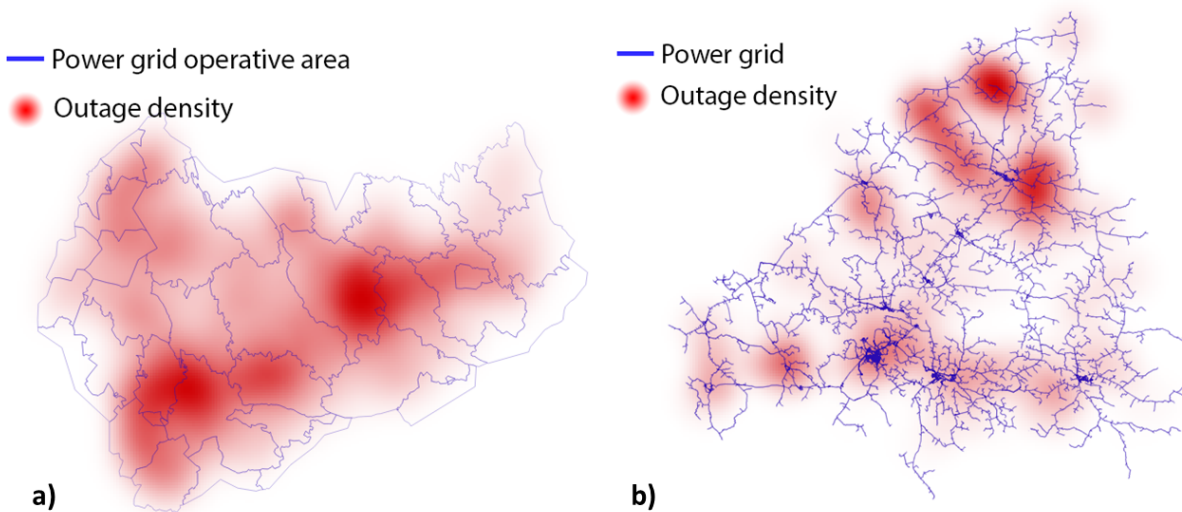 Power grid operative area
Outage density
a)
Power grid
Outage density
b)